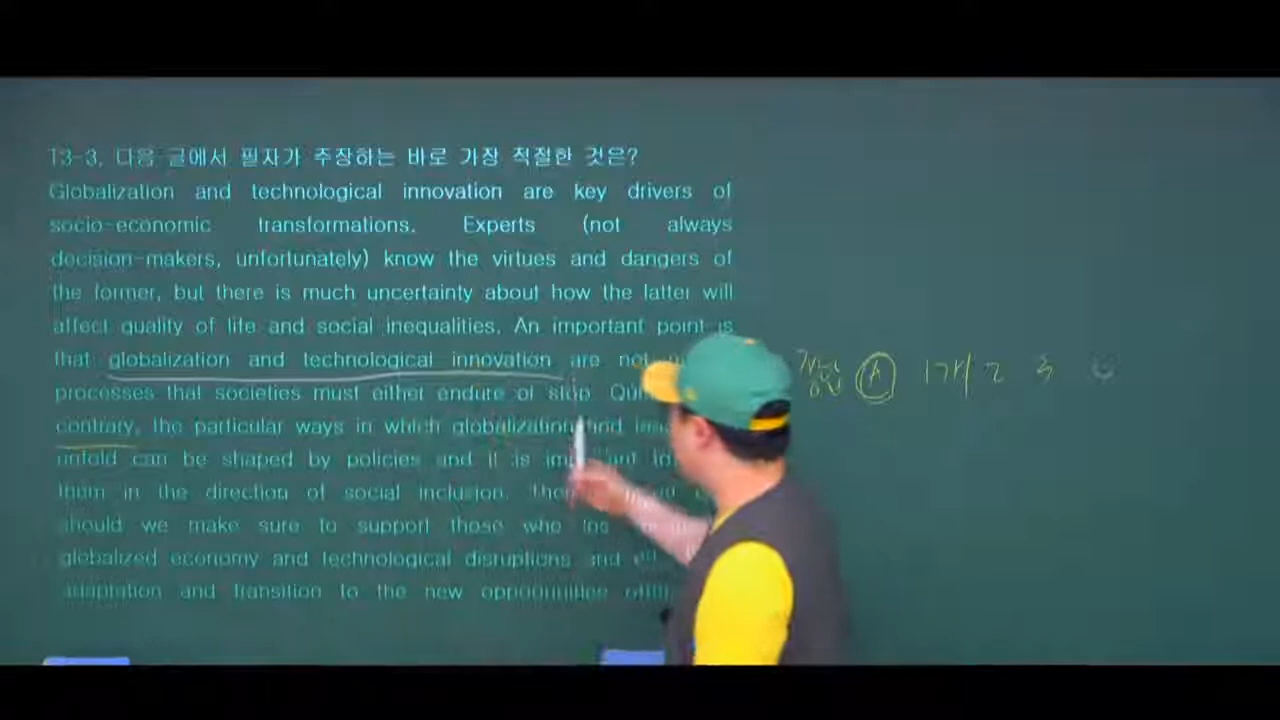 T3-3, 다음 글에서 필자가 주장하는 바로 가장 적절한 것은?
Globalization and technological innovation are key drivers of
socio-economic transformations. Experts (not always
decision-makers, unfortunately) know the virtues and dangers of
the former, but there is much uncertainty about how the latter will
affect quality of life and social inequalities. An important point is
that globalization and technological innovation are not
processes that societies must either endure or stop
contrary, the particular ways in which globalization and
unfold can be shaped by policies and it is
them in the direction of social inclusion.
should we make sure to support those who
globalized economy and technological disruptions and
adaptation and transition to the new opportunities
A 1 2 3